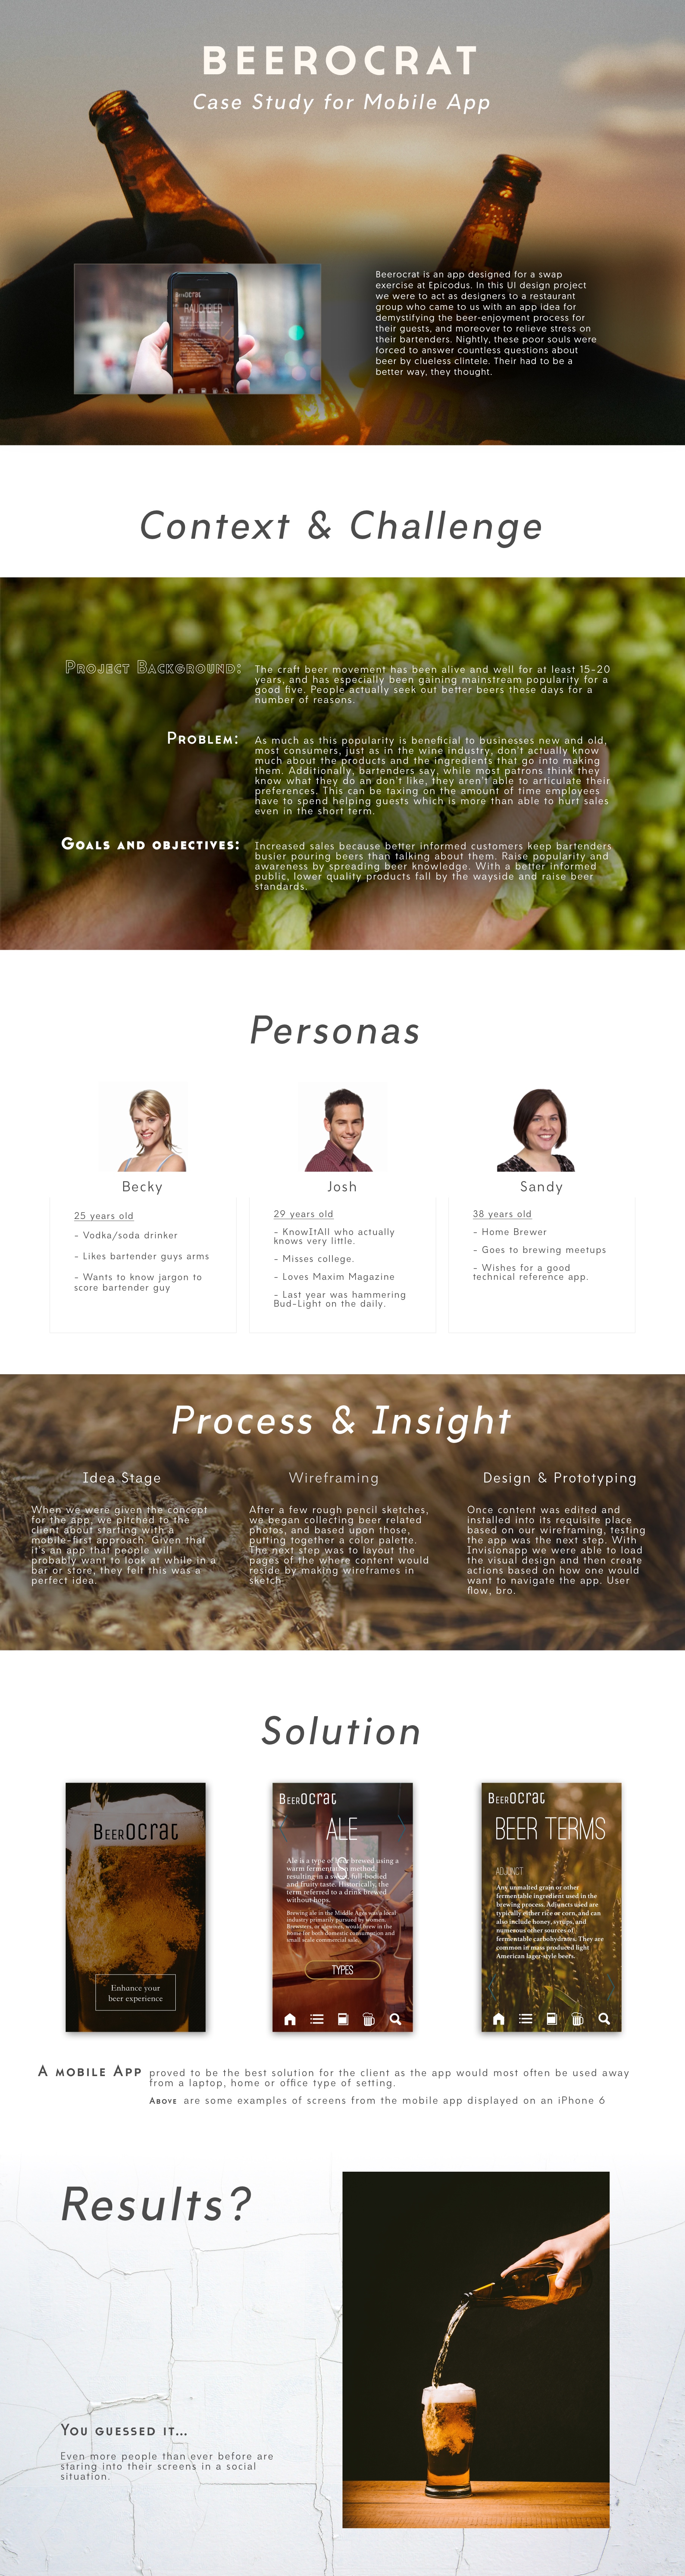 BEEROCRAT
Case Study for Mobile App
BeerOcrat
RAUCHBIER
Beerocrat is an app designed for a swap
exercise at Epicodus. In this UI design project
we were to act as designers to a restaurant
group who came to us with an app idea for
demystifying the beer-enjoyment process for
their guests, and moreover to relieve stress on
their bartenders. Nightly, these poor souls were
forced to answer countless questions about
beer by clueless clintele. Their had to be a
better way, they thought.
Context & Challenge
Project Background:
The craft beer movement has been alive and well for at least 15-20
years, and has especially been gaining mainstream popularity for a
good five. People actually seek out better beers these days for a
number of reasons.
Problem:
As much as this popularity is beneficial to businesses new and old,
most consumers, just as in the wine industry, don't actually know
much about the products and the ingredients that go into making
them. Additionally, bartenders say, while most patrons think they
know what they do an don't like, they aren't able to articulate their
preferences. This can be taxing on the amount of time employees
have to spend helping guests which is more than able to hurt sales
even in the short term.
Goals and objectives:
Increased sales because better informed customers keep bartenders
busier pouring beers than talking about them. Raise popularity and
awareness by spreading beer knowledge. With a better informed
public, lower quality products fall by the wayside and raise beer
standards.
Personas
Becky
25 years old
- Vodka/soda drinker
- Likes bartender guys arms
- Wants to know jargon to
score bartender guy
Josh
29 years old
- KnowItAll who actually
knows very little.
- Misses college.
- Loves Maxim Magazine
- Last year was hammering
Bud-Light on the daily.
Sandy
38 years old
- Home Brewer
- Goes to brewing meetups
- Wishes for a good
technical reference app.
Process & Insight
Idea Stage
When we were given the concept
for the app, we pitched to the
client about starting with a
mobile-first approach. Given that
it's an app that people will
probably want to look at while in a
bar or store, they felt this was a
perfect idea.
Wireframing
After a few rough pencil sketches,
we began collecting beer related
photos, and based upon those,
putting together a color palette.
The next step was to layout the
pages of the where content would
reside by making wireframes in
sketch
Design & Prototyping
Once content was edited and
installed into its requisite place
based on our wireframing, testing
the app was the next step. With
Invisionapp we were able to load
the visual design and then create
actions based on how one would
want to navigate the app. User
flow, bro.
Solution
BeerOcrat
Enhance your
beer experience
BeerOcrat
ALE
Ale is a type of beer brewed using a
warm fermentation method,
resulting in a sweet, full-bodied
and fruity taste. Historically, the
term referred to a drink brewed
without hops.
Brewing ale in the Middle Ages was a local
industry primarily pursued by women.
Brewsters, or alewives, would brew in the
house for both domestic consumption and
small scale commercial sale.
TYPES
BeerOcrat
BEER TERMS
ADJUNCT
Any unmalted grain or other
fermentable ingredient used in the
brewing process. Adjuncts used are
typically either rice or corn, and can
also include honey, syrups, and
numerous other sources of
fermentable carbohydrates. They are
common in mass produced light
American lager-style beers.
A mobile App proved to be the best solution for the client as the app would most often be used away
from a laptop, home or office type of setting.
Above are some examples of screens from the mobile app displayed on an iPhone 6
Results?
You guessed it...
Even more people than ever before are
staring into their screens in a social
situation.